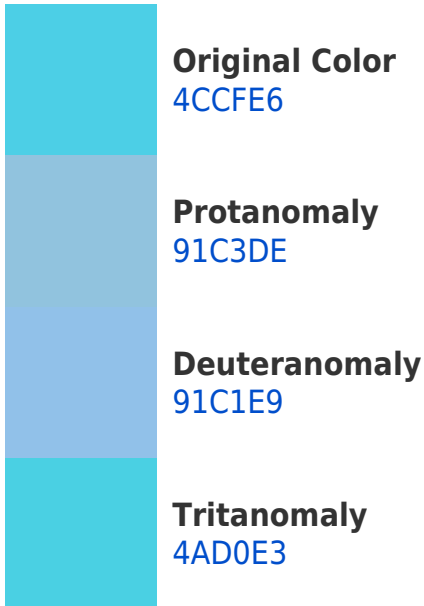 Original Color
4CCFE6
Protanomaly
91C3DE
Deuteranomaly
91C1E9
Tritanomaly
4AD0E3